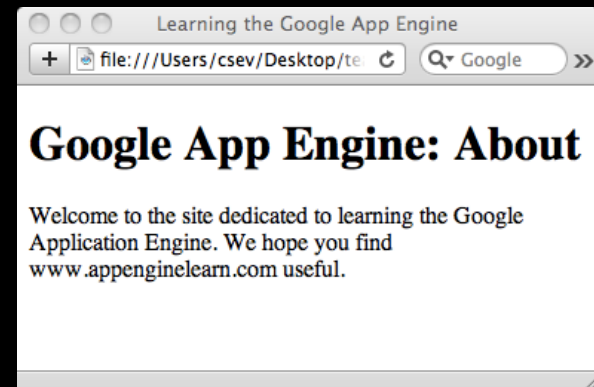 Learning the Google App Engine
+ file:///Users/csev/Desktop/te Google »
Google App Engine: About
Welcome to the site dedicated to learning the Google
Application Engine. We hope you find
www.appenginelearn.com useful.